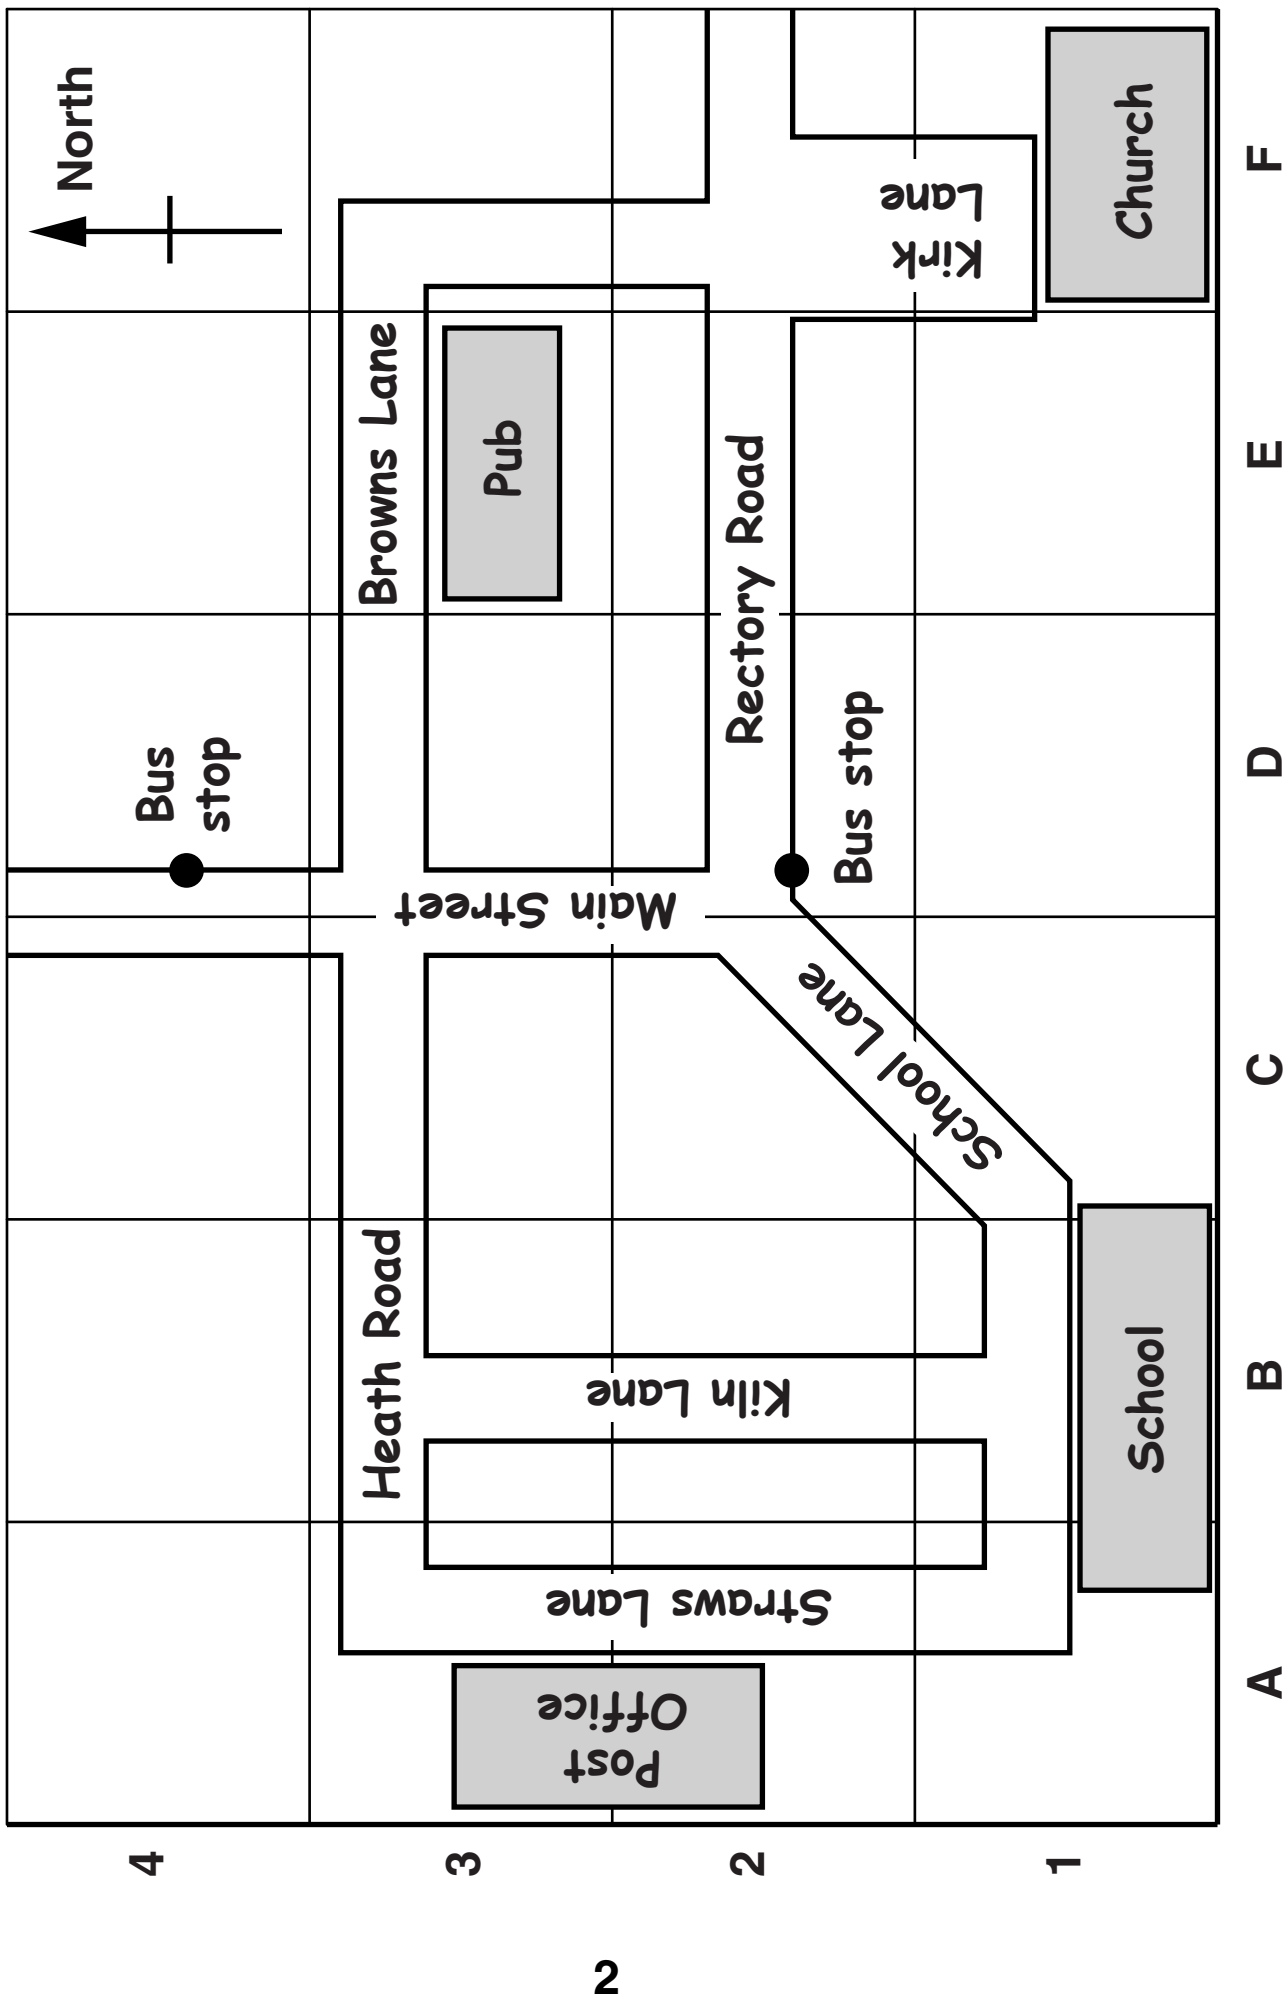 North
Bus
stop
4
Heath Road
Browns Lane
Pub
3
Main Street
Post
Office
Straws Lane
Kiln Lane
Rectory Road
2
School Lane
Bus stop
Kirk
Lane
1
School
Church
A
B
C
D
E
F
2